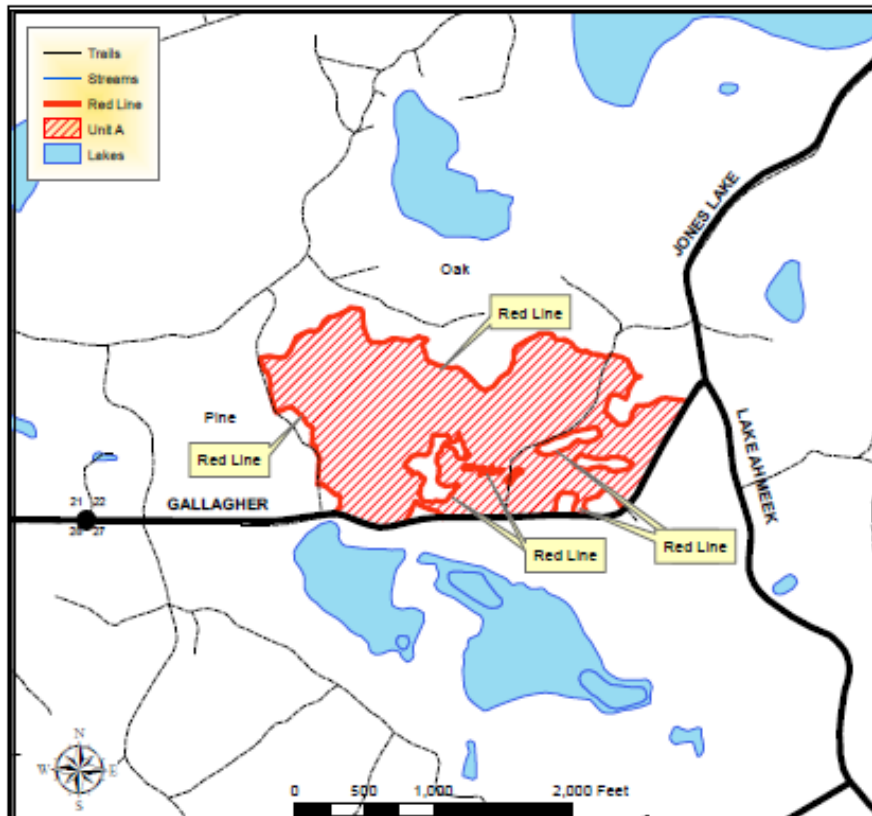 Trails
Streams
Red Line
Unit A
Lakes
JONES LAKE
Oak
Red Line
Pine
Red Line
LAKE AHMEEK
21 22
GALLAGHER
27
Red Line
Red Line
N
W E
S
0 500 1,000 2,000 Feet